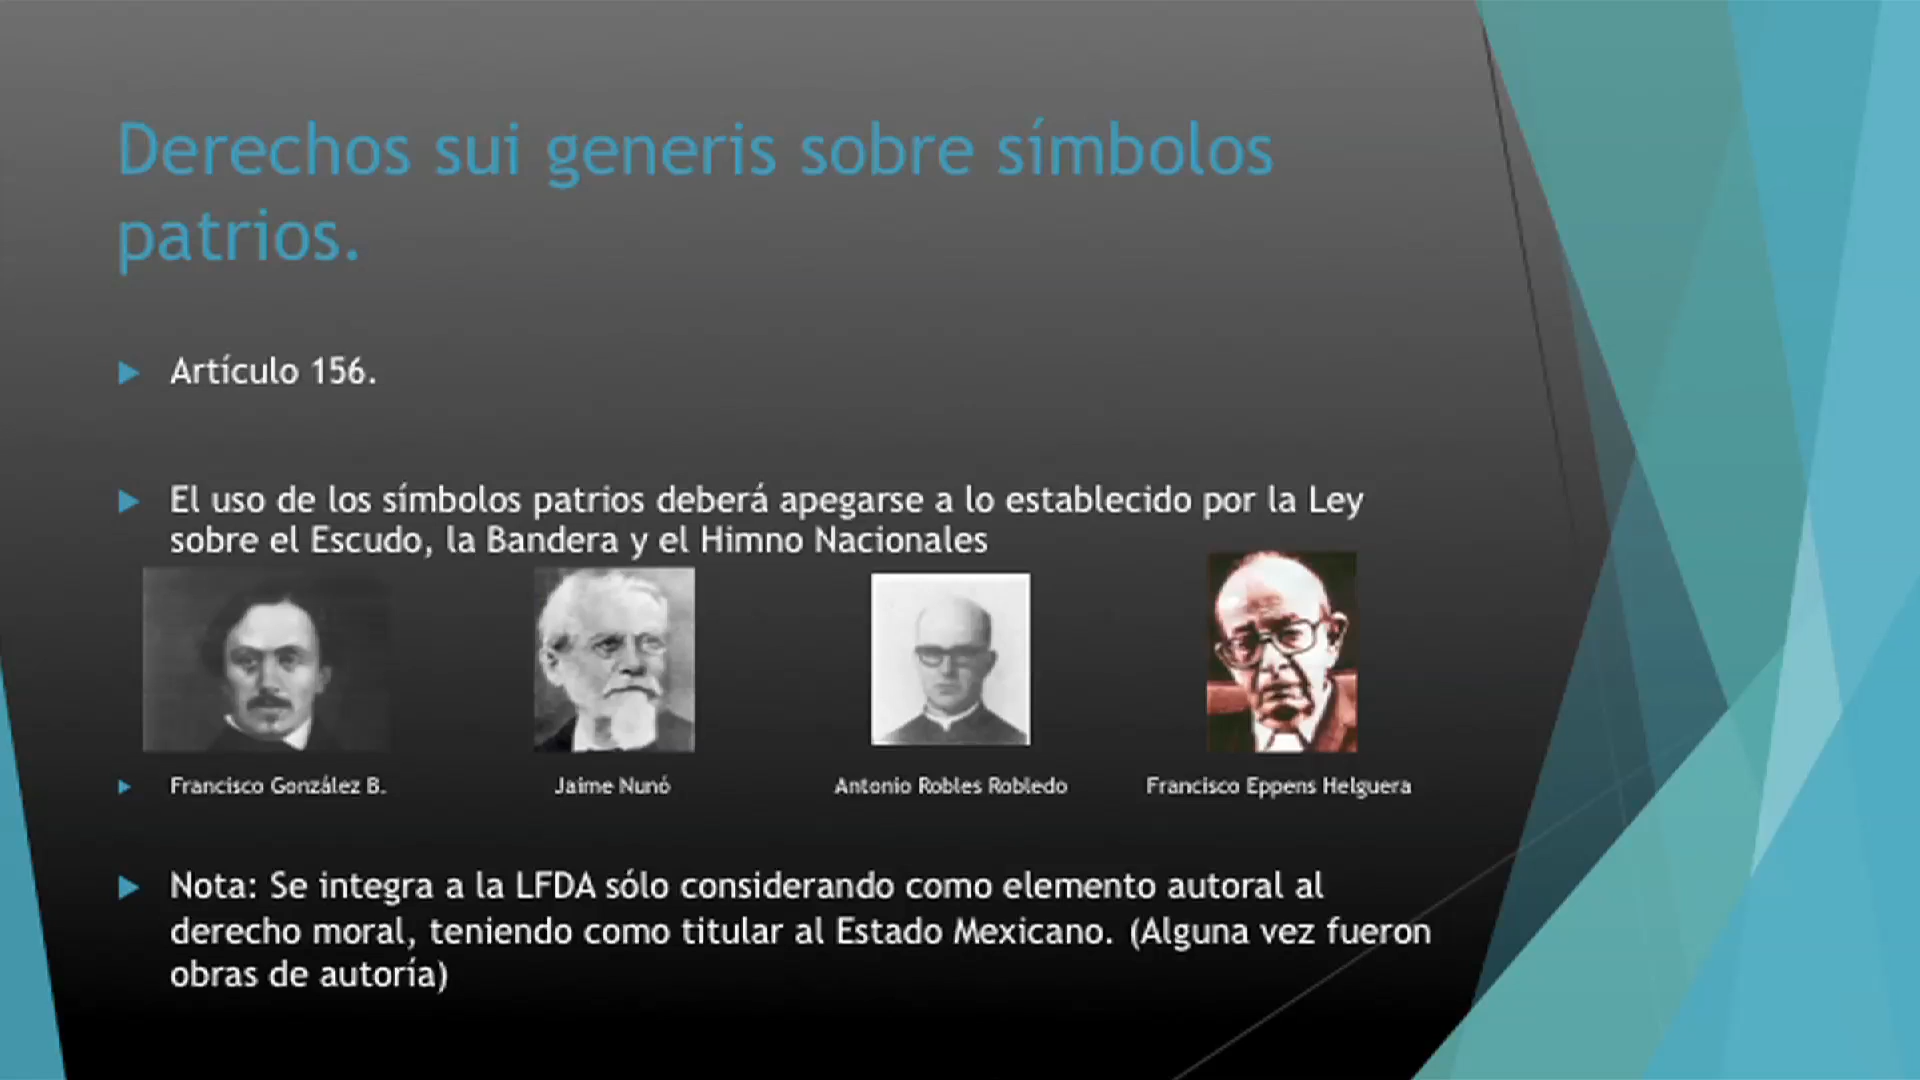 Derechos sui generis sobre símbolos
patrios.
Artículo 156.
El uso de los símbolos patrios deberá apegarse a lo establecido por la Ley
sobre el Escudo, la Bandera y el Himno Nacionales
Francisco González B. Jaime Nunó Antonio Robles Robledo Francisco Eppens Helguera
Nota: Se integra a la LFDA sólo considerando como elemento autoral al
derecho moral, teniendo como titular al Estado Mexicano. (Alguna vez fueron
obras de autoría)